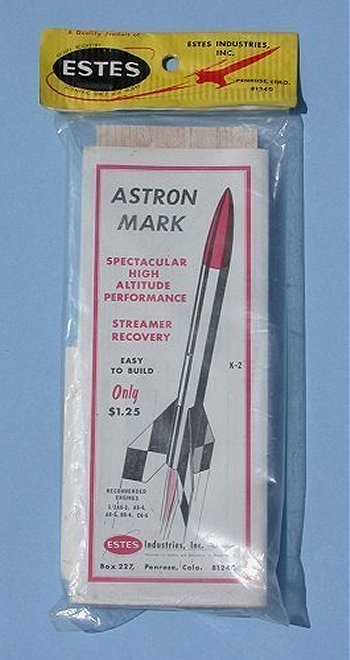 A Quality Product of
ESTES
ESTES INDUSTRIES, INC.
PENROSE, COLO.
81240
ASTRON
MARK
SPECTACULAR
HIGH
ALTITUDE
PERFORMANCE
STREAMER
RECOVERY
EASY
TO BUILD
K-2
Only
$1.25
RECOMMENDED
ENGINES
ESTES Industries, Inc.
Box 227, Penrose, Colo. 81240